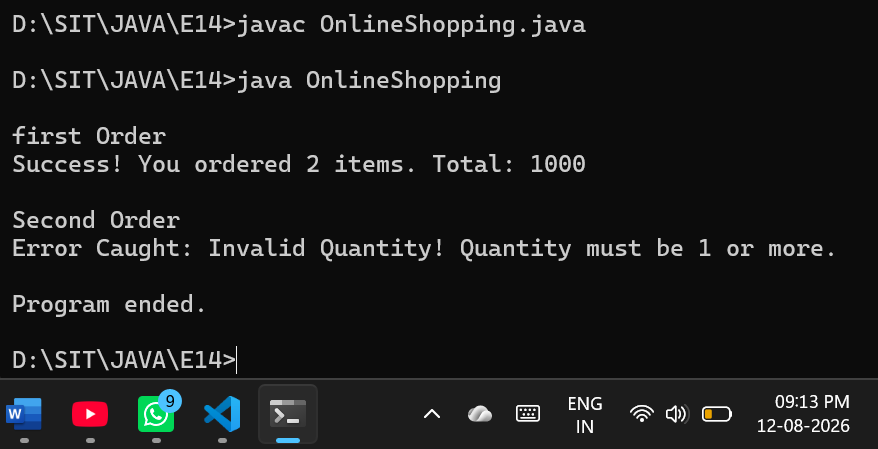 D:\SIT\JAVA\E14>javac OnlineShopping.java
D:\SIT\JAVA\E14>java OnlineShopping
first Order
Success! You ordered 2 items. Total: 1000
Second Order
Error Caught: Invalid Quantity! Quantity must be 1 or more.
Program ended.
D:\SIT\JAVA\E14>
W
9
ENG
IN
09:13 PM
12-08-2026